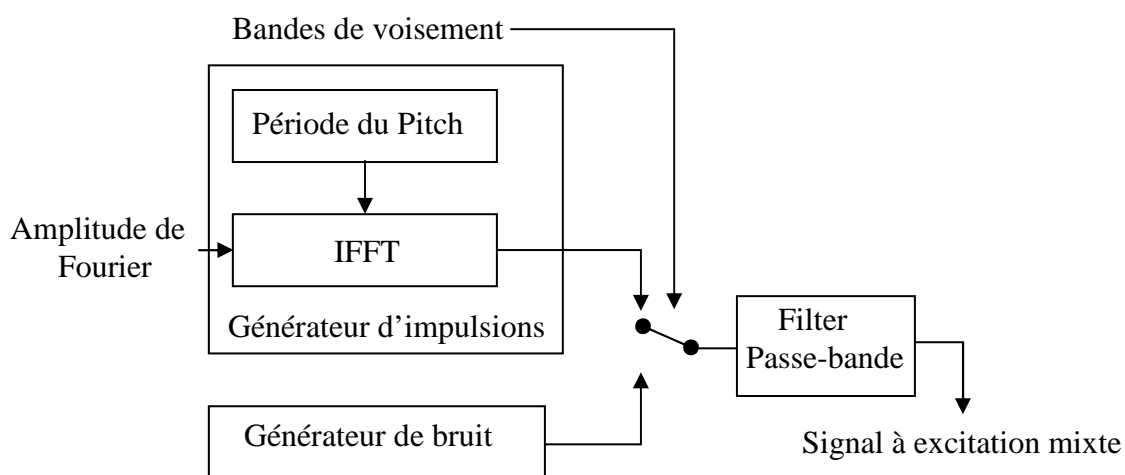 Bandes de voisement
Période du Pitch
Amplitude de
Fourier
IFFT
Générateur d’impulsions
Filter
Passe-bande
Générateur de bruit
Signal à excitation mixte